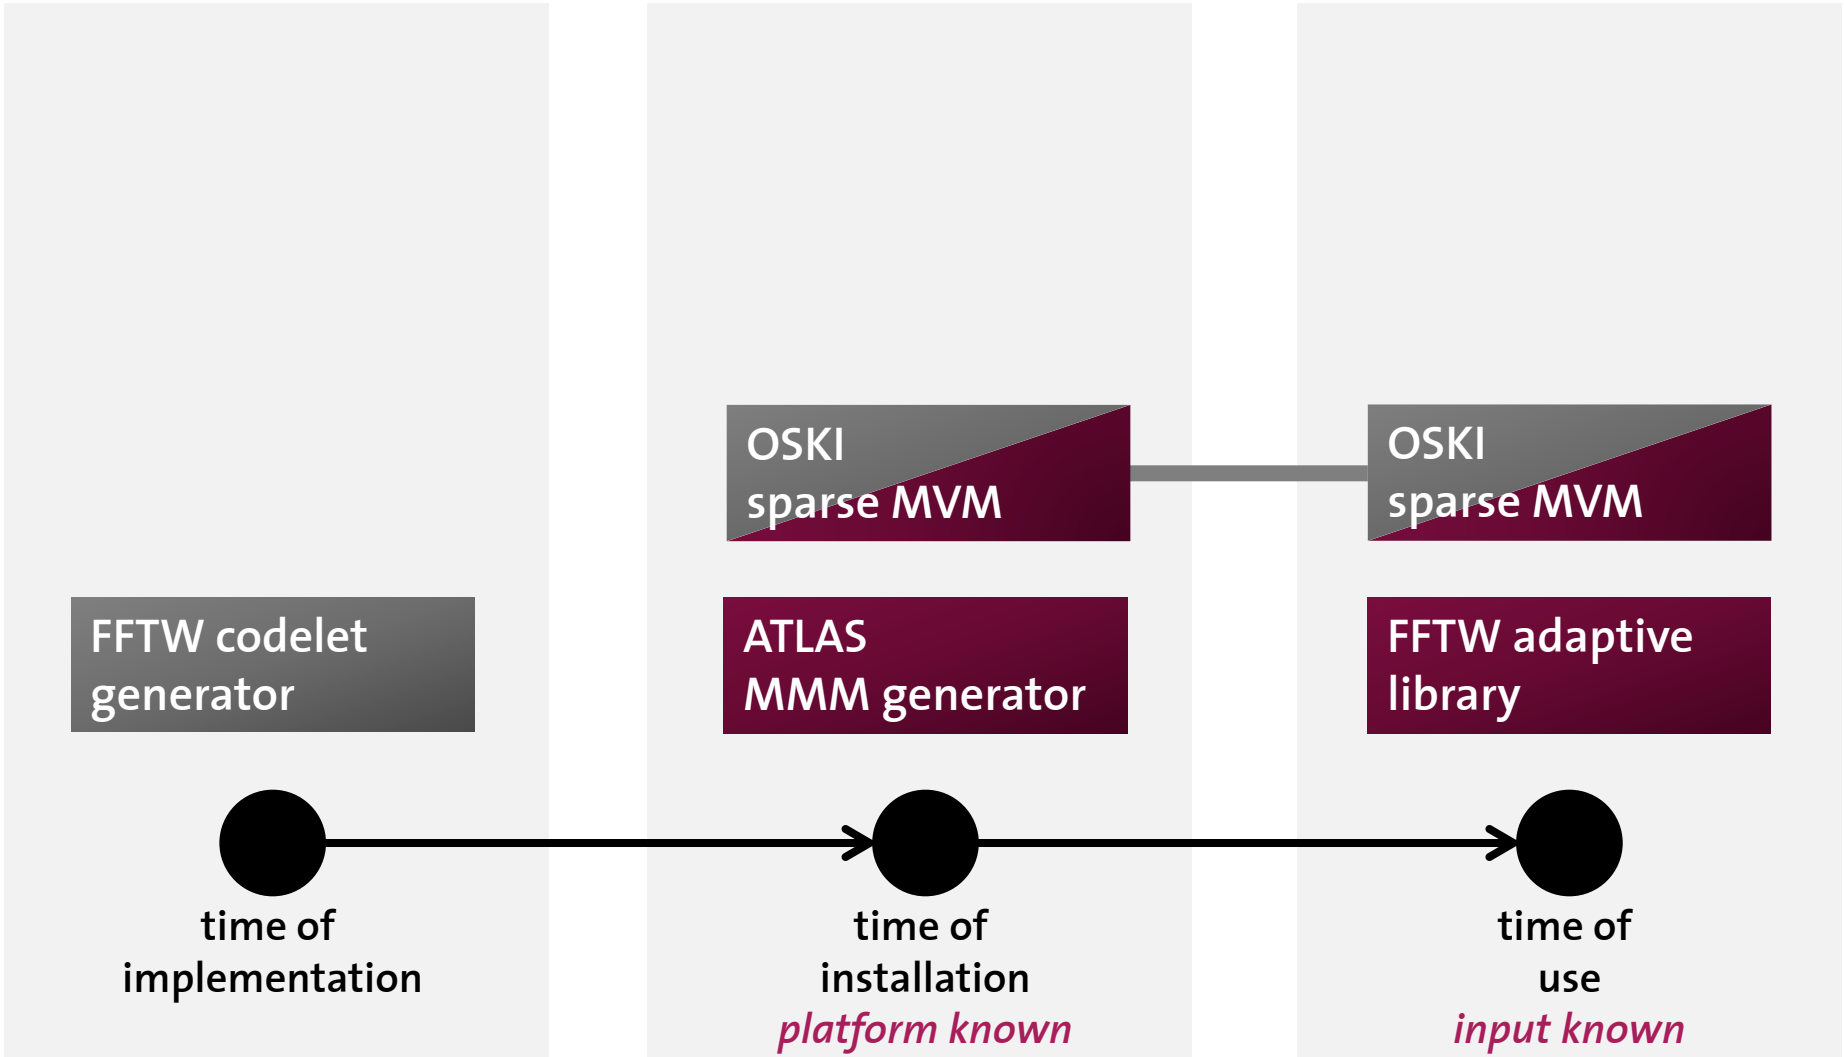 OSKI
sparse MVM
OSKI
sparse MVM
FFTW codelet
generator
ATLAS
MMM generator
FFTW adaptive
library
time of
implementation
time of
installation
platform known
time of
use
input known